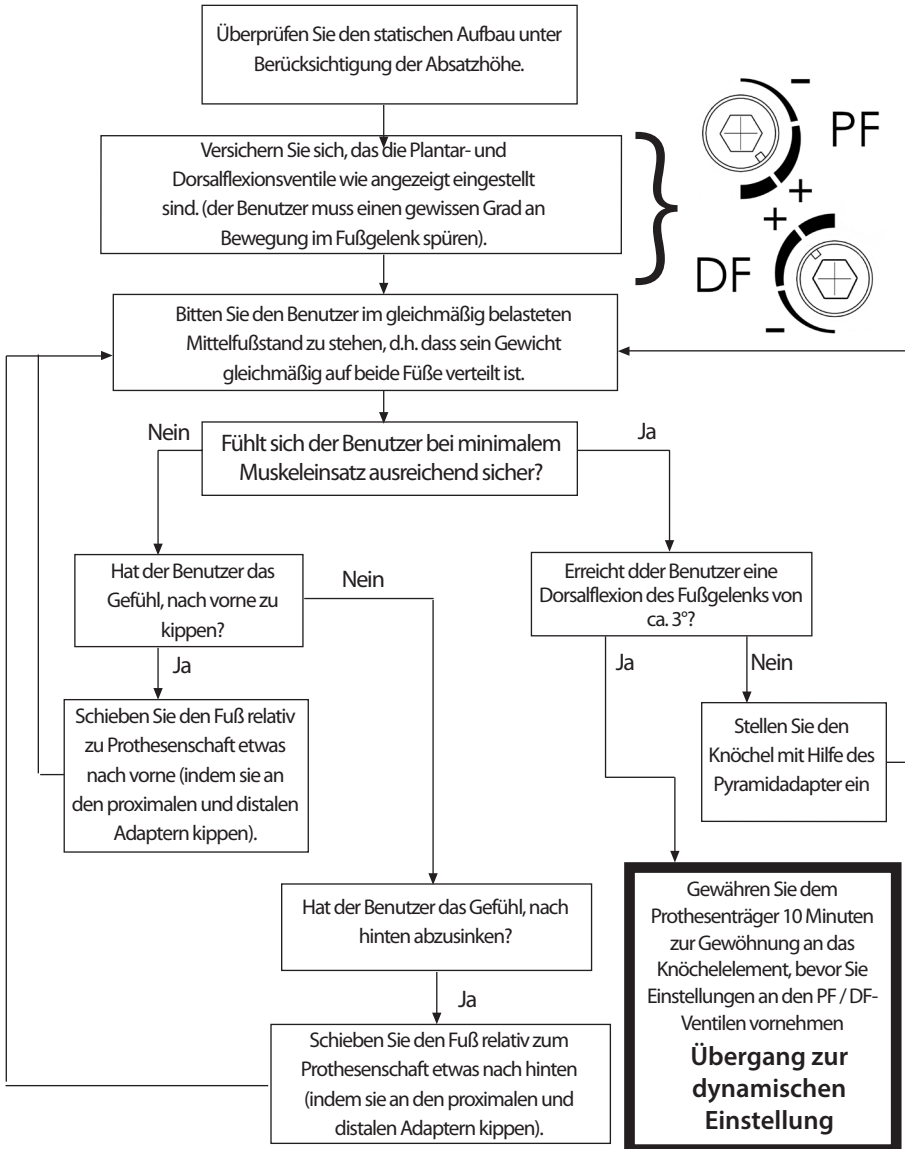 Überprüfen Sie den statischen Aufbau unter
Berücksichtigung der Absatzhöhe.
Versichern Sie sich, das die Plantar- und
Dorsalflexionsventile wie angezeigt eingestellt
sind. (der Benutzer muss einen gewissen Grad an
Bewegung im Fußgelenk spüren).
-
PF
+
+
DF
-
Bitten Sie den Benutzer im gleichmäßig belasteten
Mittelfußstand zu stehen, d.h. dass sein Gewicht
gleichmäßig auf beide Füße verteilt ist.
Nein
Ja
Fühlt sich der Benutzer bei minimalem
Muskeleinsatz ausreichend sicher?
Hat der Benutzer das
Gefühl, nach vorne zu
kippen?
Nein
Ja
Erreicht dder Benutzer eine
Dorsalflexion des Fußgelenks von
ca. 3°?
Ja
Nein
Schieben Sie den Fuß relativ
zu Prothesenschaft etwas
nach vorne (indem sie an
den proximalen und distalen
Adaptern kippen).
Stellen Sie den
Knöchel mit Hilfe des
Pyramidadapter ein
Hat der Benutzer das Gefühl, nach
hinten abzusinken?
Ja
Schieben Sie den Fuß relativ zum
Prothesenschaft etwas nach hinten
(indem sie an den proximalen und
distalen Adaptern kippen).
Gewähren Sie dem
Prothesenträger 10 Minuten
zur Gewöhnung an das
Knöchelelement, bevor Sie
Einstellungen an den PF / DF-
Ventilen vornehmen
Übergang zur
dynamischen
Einstellung